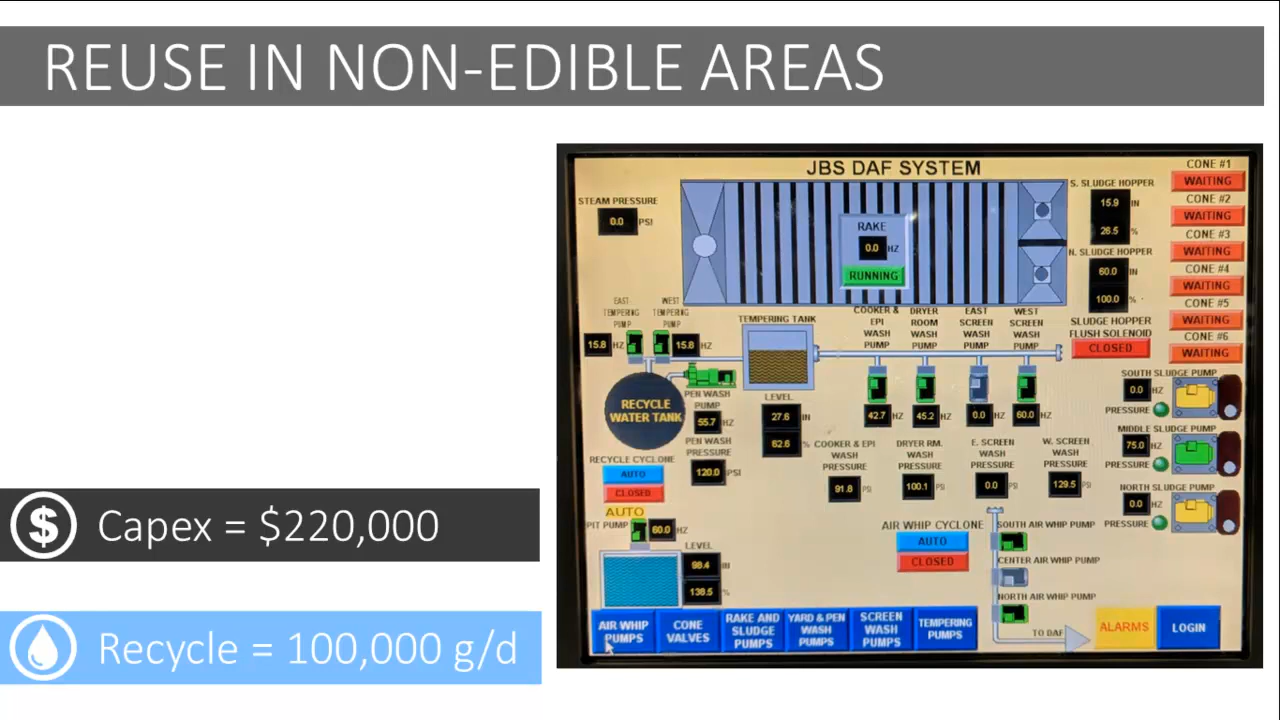 REUSE IN NON-EDIBLE AREAS
$
Capex = $220,000
Recycle = 100,000 g/d
JBS DAF SYSTEM
STEAM PRESSURE
0.0 PSI
RAKE
0.0 HZ
RUNNING
S. SLUDGE HOPPER
15.9 IN
26.5 %
N. SLUDGE HOPPER
60.0 IN
100.0 %
SLUDGE HOPPER
FLUSH SOLENOID
CLOSED
CONE #1
WAITING
CONE #2
WAITING
CONE #3
WAITING
CONE #4
WAITING
CONE #5
WAITING
CONE #6
WAITING
EAST
TEMPERING
PUMP
15.8 HZ
WEST
TEMPERING
PUMP
15.8 HZ
TEMPERING TANK
LEVEL
27.6 IN
62.6 %
COOKER &
EPI
WASH
PUMP
42.7 HZ
DRYER
ROOM
WASH
PUMP
45.2 HZ
EAST
SCREEN
WASH
PUMP
0.0 HZ
WEST
SCREEN
WASH
PUMP
60.0 HZ
RECYCLE
WATER TANK
PEN WASH
PUMP
55.7 HZ
PEN WASH
PRESSURE
120.0 PSI
RECYCLE CYCLONE
AUTO
CLOSED
COOKER & EPI
WASH
PRESSURE
91.8 PSI
DRYER RM.
WASH
PRESSURE
100.1 PSI
E. SCREEN
WASH
PRESSURE
0.0 PSI
W. SCREEN
WASH
PRESSURE
129.5 PSI
SOUTH SLUDGE PUMP
0.0 HZ
PRESSURE
MIDDLE SLUDGE PUMP
75.0 HZ
PRESSURE
NORTH SLUDGE PUMP
0.0 HZ
PRESSURE
AUTO
PIT PUMP 60.0 HZ
LEVEL
98.4 IN
138.5 %
AIR WHIP CYCLONE
AUTO
CLOSED
SOUTH AIR WHIP PUMP
CENTER AIR WHIP PUMP
NORTH AIR WHIP PUMP
TO DAF
AIR WHIP
PUMPS
CONE
VALVES
RAKE AND
SLUDGE
PUMPS
YARD & PEN
WASH
PUMPS
SCREEN
WASH
PUMPS
TEMPERING
PUMPS
ALARMS
LOGIN